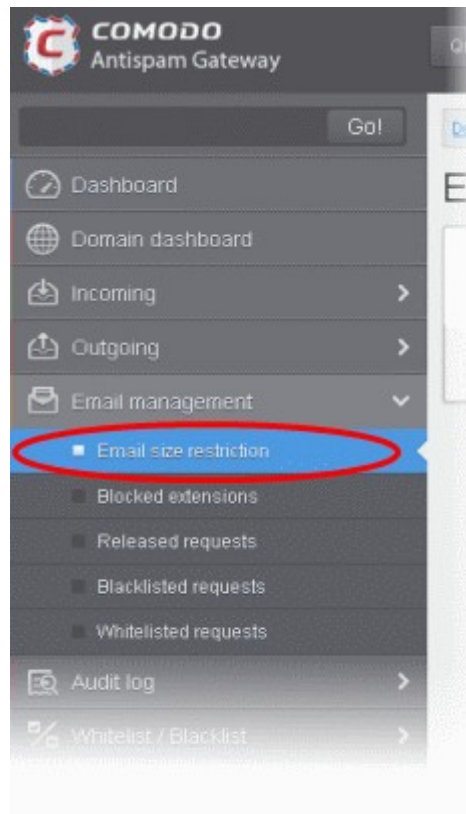 COMODO
Antispam Gateway
Go!
Dashboard
Domain dashboard
Incoming
Outgoing
Email management
Email size restriction
Blocked extensions
Released requests
Blacklisted requests
Whitelisted requests
Audit log
Whitelist / Blacklist